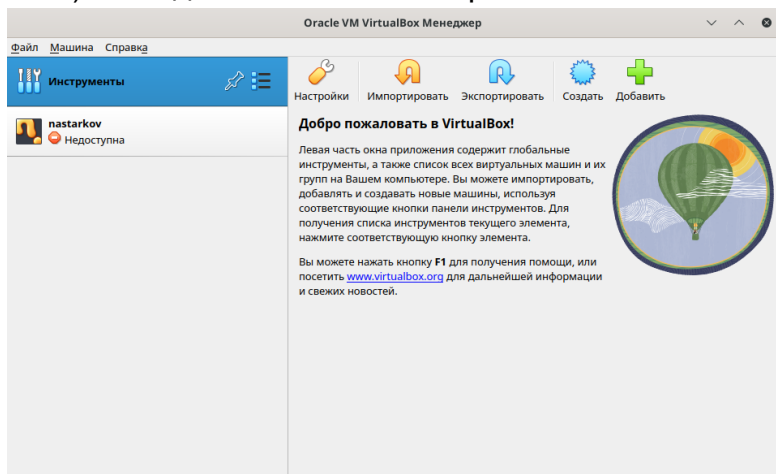 Oracle VM VirtualBox Менеджер
Файл Машина Справка
Инструменты
nastarkov
Недоступна
Настройки Импортировать Экспортировать Создать Добавить
Добро пожаловать в VirtualBox!
Левая часть окна приложения содержит глобальные
инструменты, а также список всех виртуальных машин и их
групп на Вашем компьютере. Вы можете импортировать,
добавлять и создавать новые машины, используя
соответствующие кнопки панели инструментов. Для
получения списка инструментов текущего элемента,
нажмите соответствующую кнопку элемента.
Вы можете нажать кнопку F1 для получения помощи, или
посетить www.virtualbox.org для дальнейшей информации
и свежих новостей.